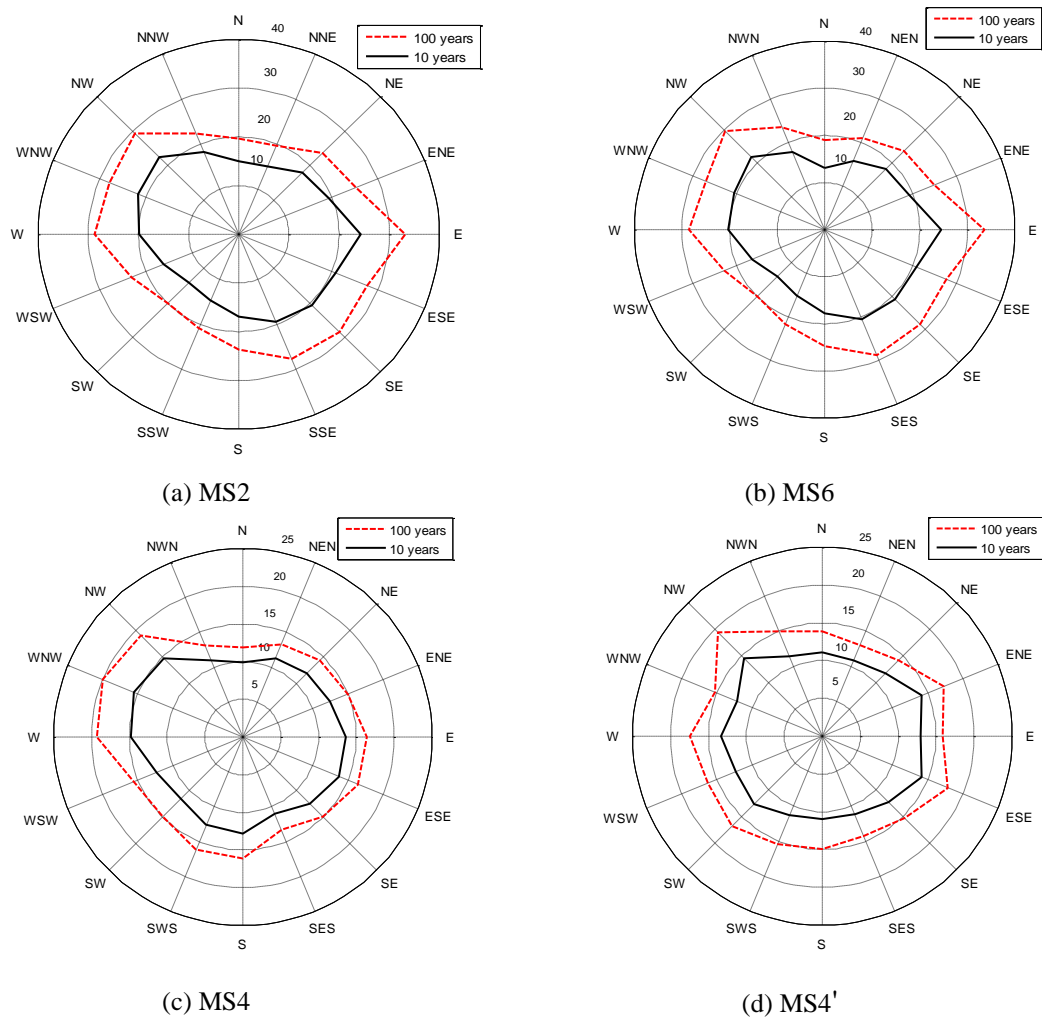 N
NNE
NE
ENE
E
ESE
SE
SSE
S
SSW
SW
WSW
W
WNW
NW
NNW
10
20
30
40
100 years
10 years
(a) MS2
N
NEN
NE
ENE
E
ESE
SE
SES
S
SWS
SW
WSW
W
WNW
NW
NWN
10
20
30
40
100 years
10 years
(b) MS6
N
NEN
NE
ENE
E
ESE
SE
SES
S
SWS
SW
WSW
W
WNW
NW
NWN
5
10
15
20
25
100 years
10 years
(c) MS4
N
NEN
NE
ENE
E
ESE
SE
SES
S
SWS
SW
WSW
W
WNW
NW
NWN
5
10
15
20
25
100 years
10 years
(d) MS4'